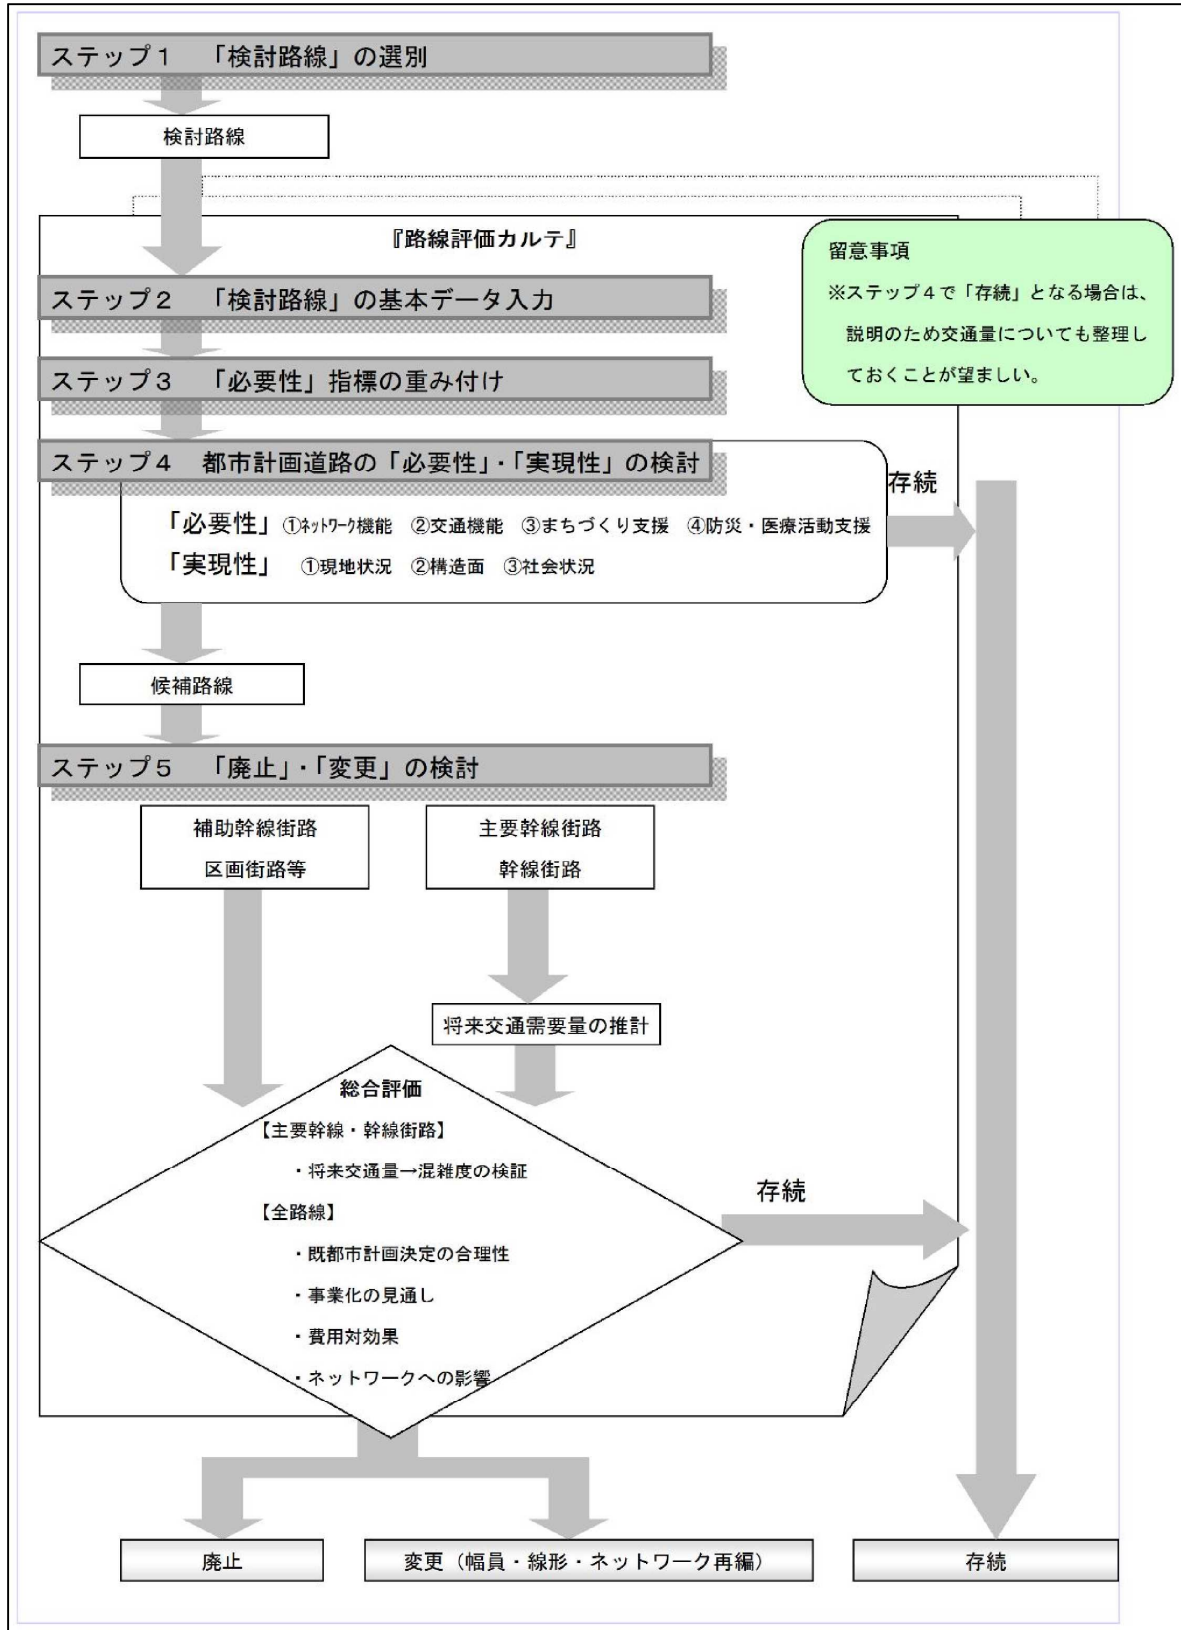 ステップ１　「検討路線」の選別
検討路線
『路線評価カルテ』
留意事項
※ステップ４で「存続」となる場合は、
説明のため交通量についても整理し
ておくことが望ましい。
ステップ２　「検討路線」の基本データ入力
ステップ３　「必要性」指標の重み付け
ステップ４　都市計画道路の「必要性」・「実現性」の検討
存続
「必要性」①ﾈｯﾄﾜｰｸ機能　②交通機能　③まちづくり支援　④防災・医療活動支援
「実現性」　①現地状況　②構造面　③社会状況
候補路線
ステップ５　「廃止」・「変更」の検討
補助幹線街路
区画街路等
主要幹線街路
幹線街路
将来交通需要量の推計
総合評価
【主要幹線・幹線街路】
・将来交通量→混雑度の検証
存続
【全路線】
・既都市計画決定の合理性
・事業化の見通し
・費用対効果
・ネットワークへの影響
廃止
変更（幅員・線形・ネットワーク再編）
存続